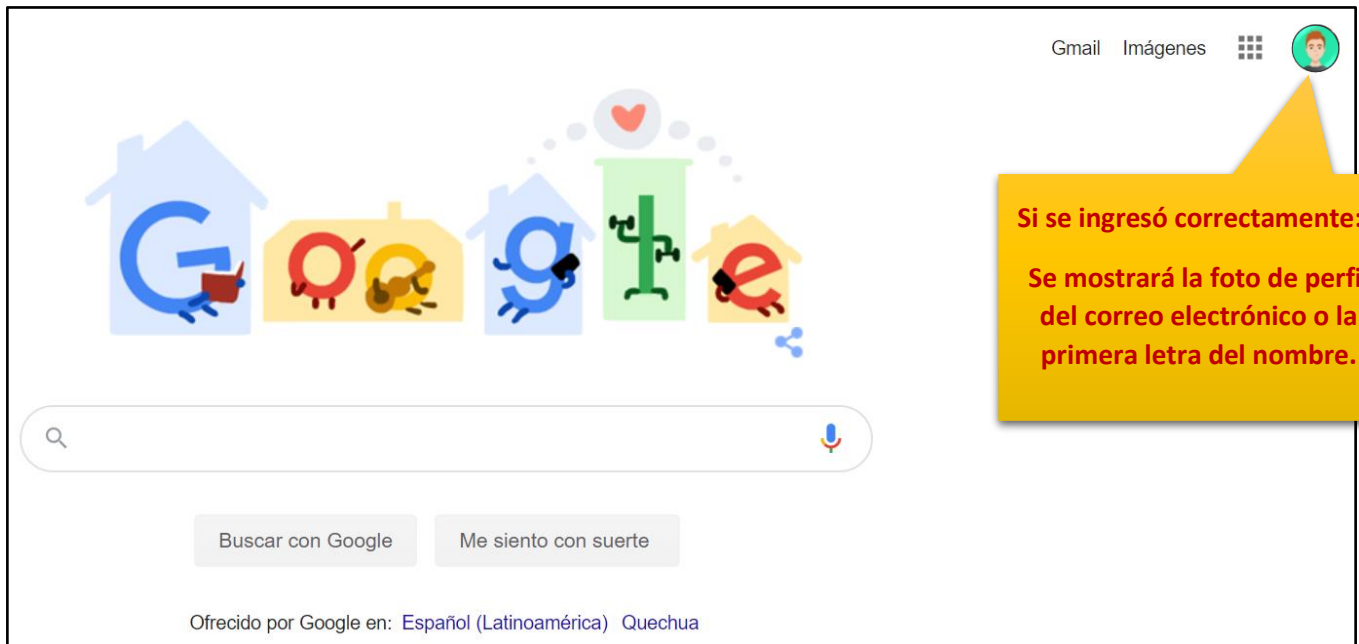 Gmail Imágenes
Google
Si se ingresó correctamente:
Se mostrará la foto de perfi
del correo electrónico o la
primera letra del nombre.
Buscar con Google Me siento con suerte
Ofrecido por Google en: Español (Latinoamérica) Quechua